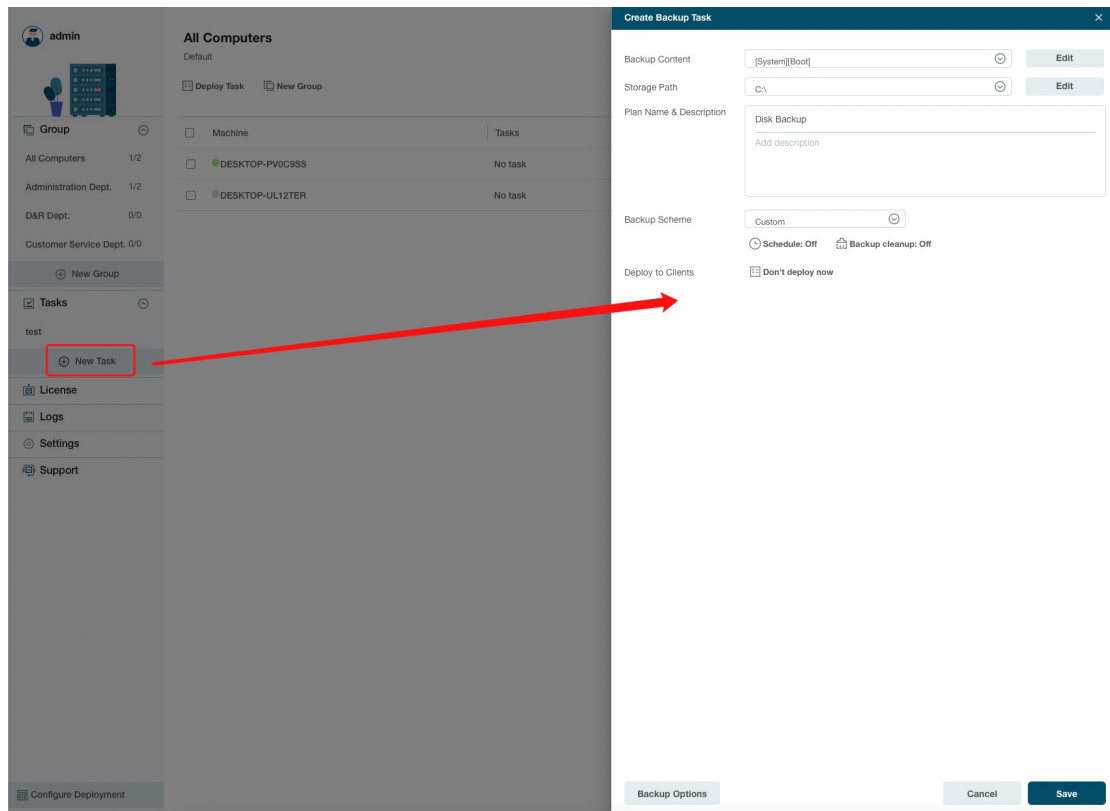 admin
Group
All Computers 1/2
Administration Dept. 1/2
D&R Dept. 0/0
Customer Service Dept. 0/0
New Group
Tasks
test
New Task
License
Logs
Settings
Support
Configure Deployment
All Computers
Default
Deploy Task New Group
Machine Tasks
DESKTOP-PV0C9SS No task
DESKTOP-UL12TER No task
Create Backup Task
Backup Content [System][Boot] Edit
Storage Path C:\ Edit
Plan Name & Description Disk Backup
Add description
Backup Scheme Custom
Schedule: Off Backup cleanup: Off
Deploy to Clients Don't deploy now
Backup Options Cancel Save